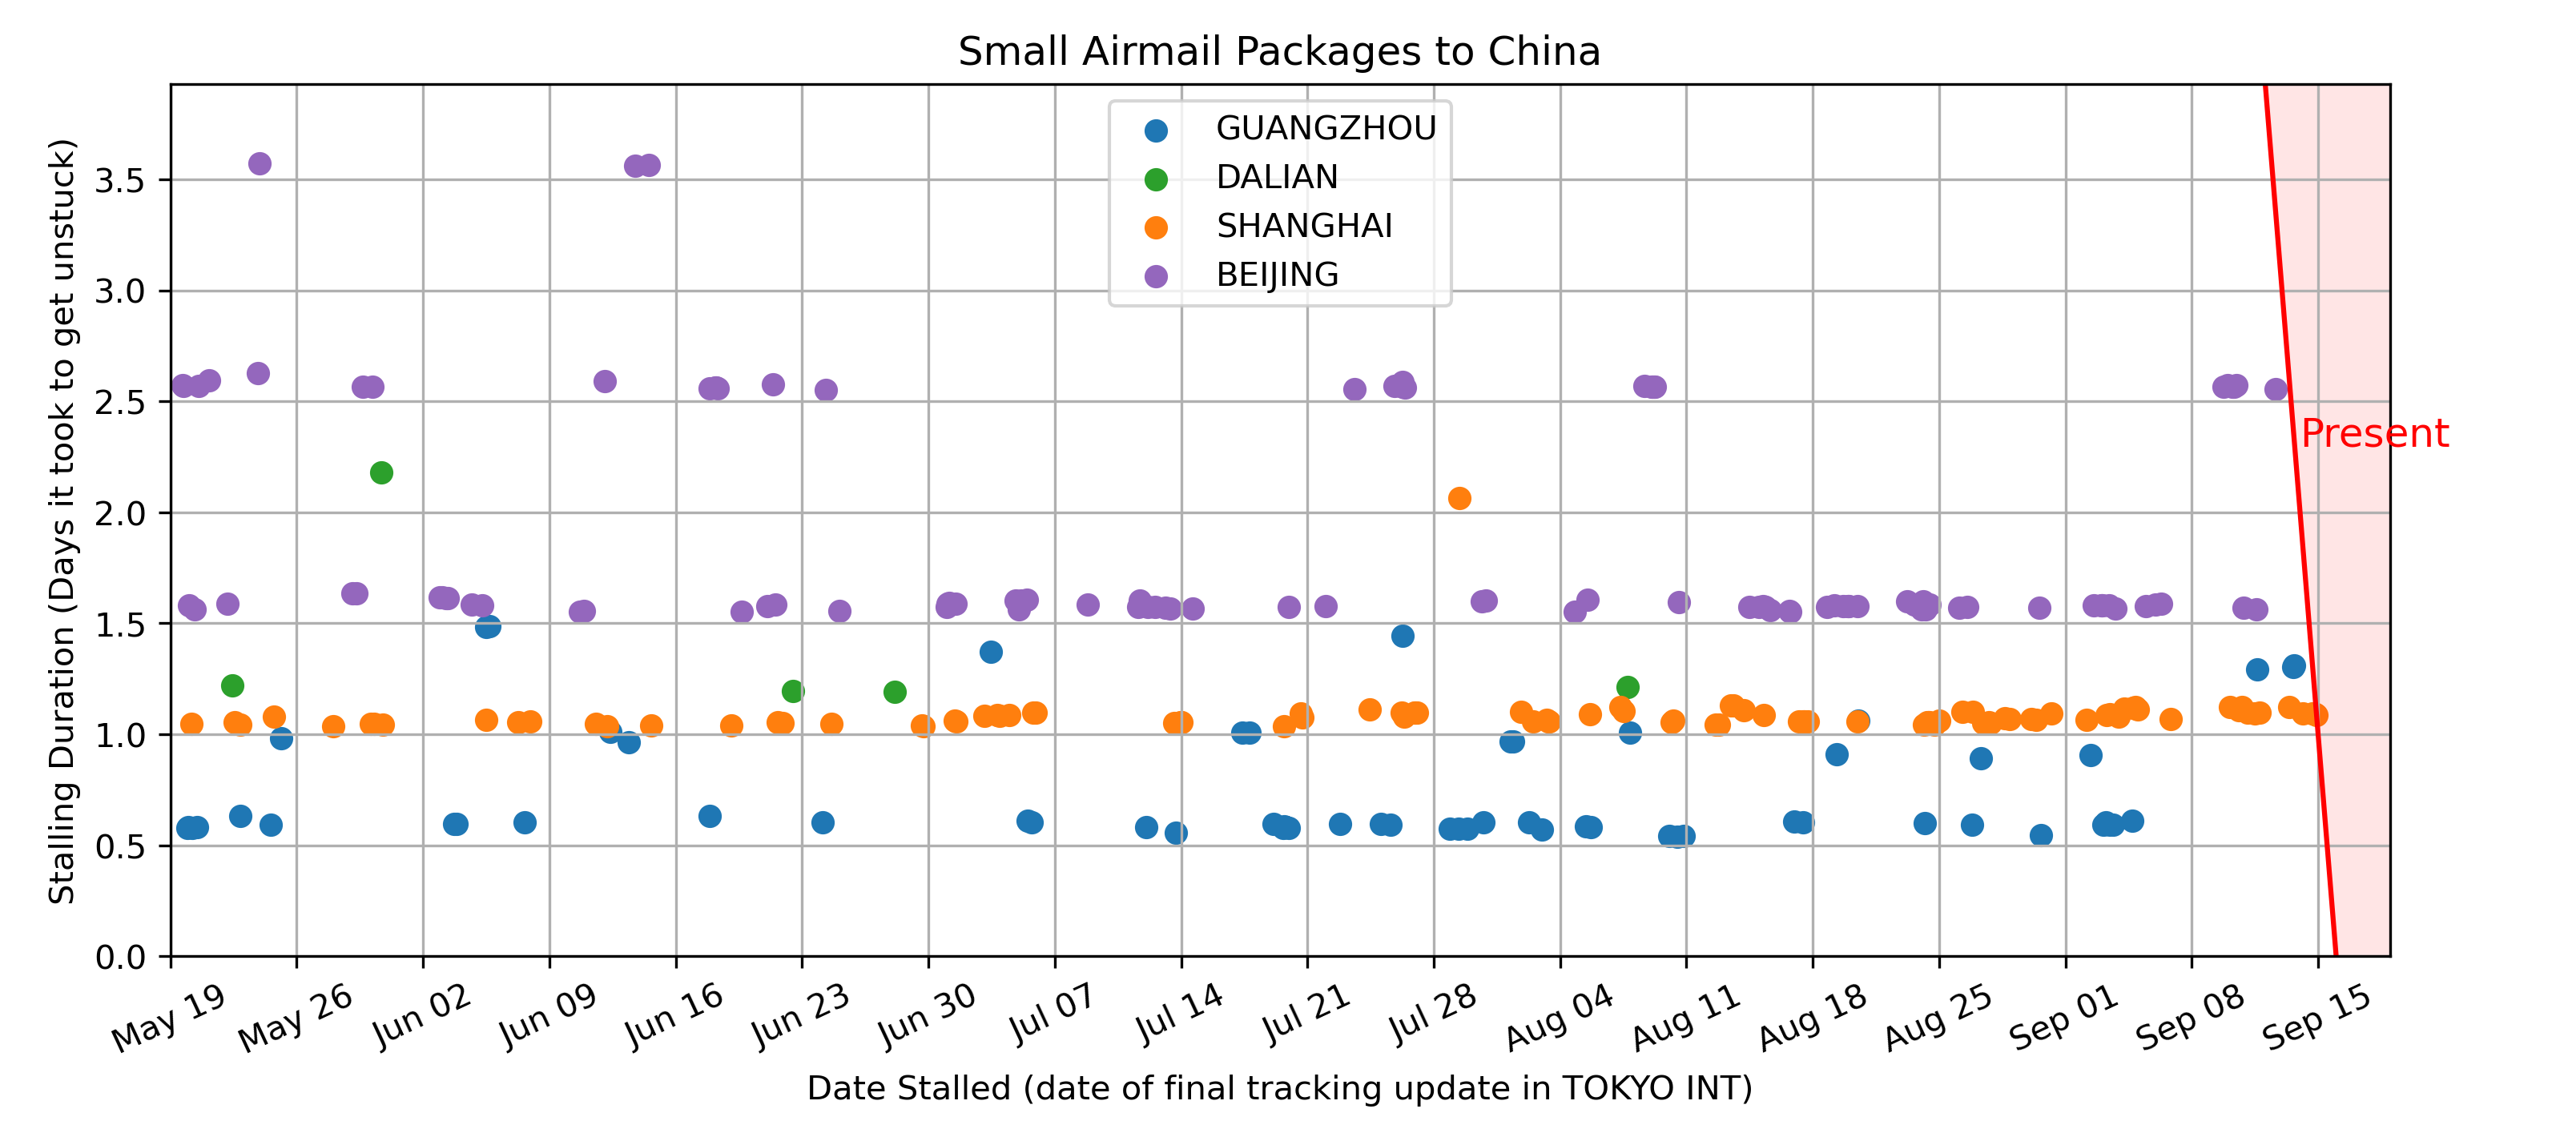 Small Airmail Packages to China
GUANGZHOU
DALIAN
SHANGHAI
BEIJING
Present
Stalling Duration (Days it took to get unstuck)
3.5
3.0
2.5
2.0
1.5
1.0
0.5
0.0
May 19
May 26
Jun 02
Jun 09
Jun 16
Jun 23
Jun 30
Jul 07
Jul 14
Jul 21
Jul 28
Aug 04
Aug 11
Aug 18
Aug 25
Sep 01
Sep 08
Sep 15
Date Stalled (date of final tracking update in TOKYO INT)